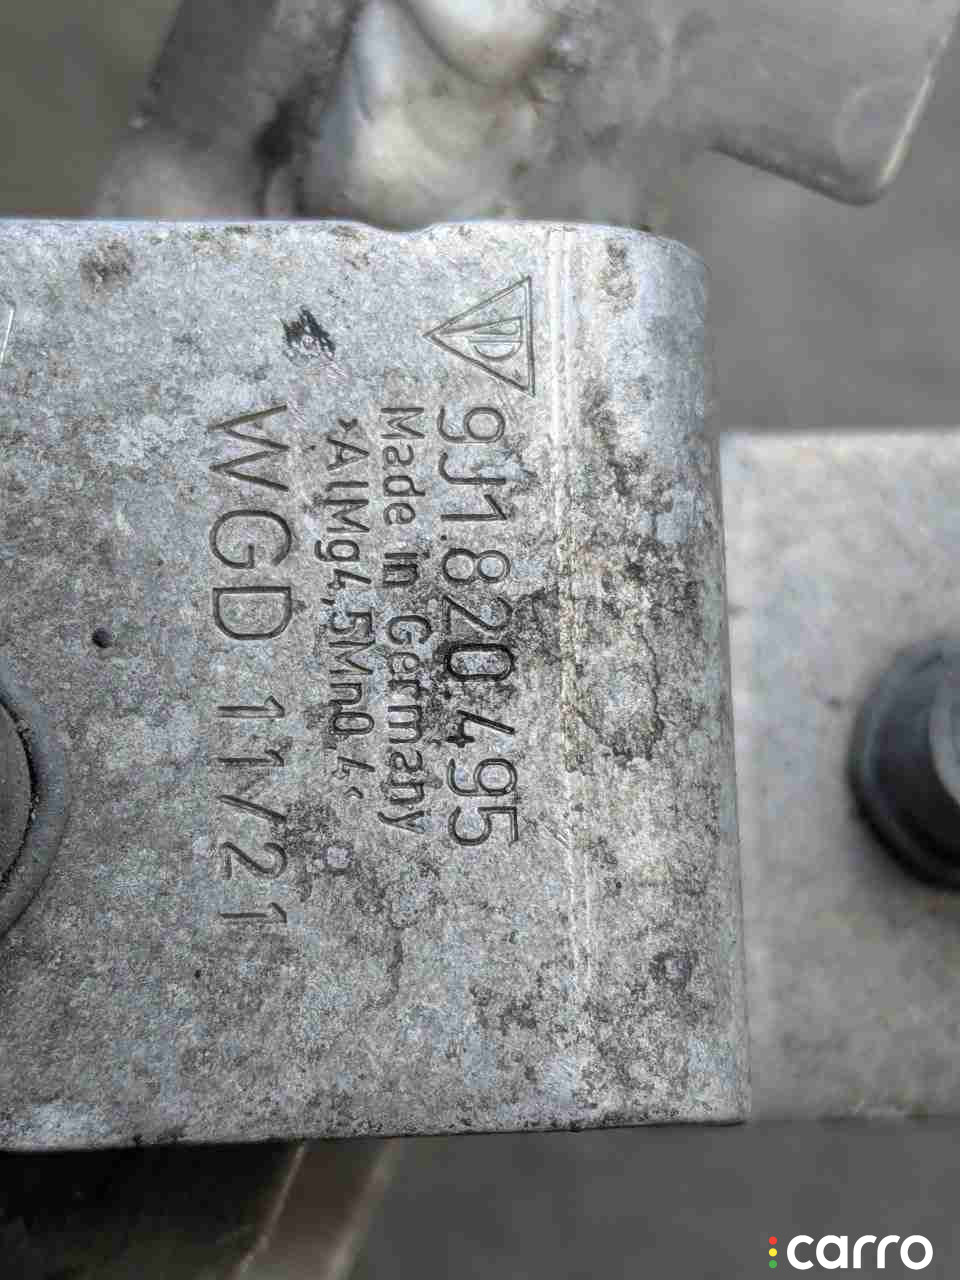 9J1.820.495
Made in Germany
>AlMg4,5Mn0,4<
WGD 11/21
carro